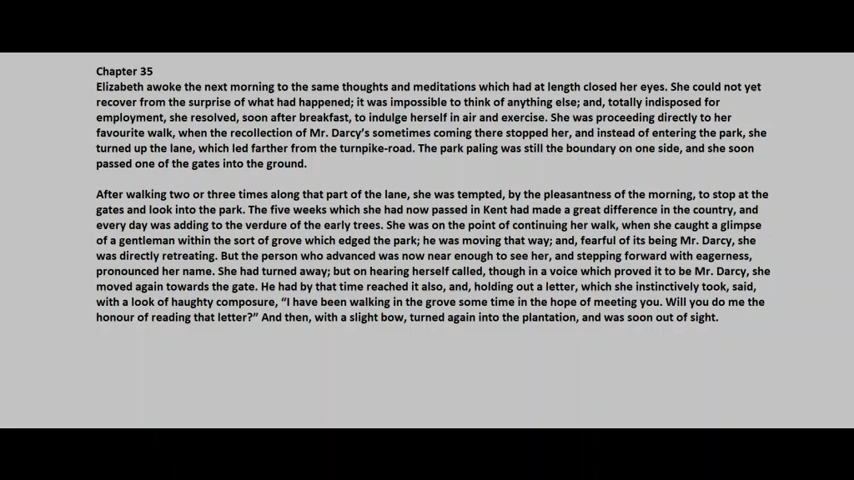 Chapter 35
Elizabeth awoke the next morning to the same thoughts and meditations which had at length closed her eyes. She could not yet
recover from the surprise of what had happened; it was impossible to think of anything else; and, totally indisposed for
employment, she resolved, soon after breakfast, to indulge herself in air and exercise. She was proceeding directly to her
favourite walk, when the recollection of Mr. Darcy’s sometimes coming there stopped her, and instead of entering the park, she
turned up the lane, which led farther from the turnpike-road. The park paling was still the boundary on one side, and she soon
passed one of the gates into the ground.
After walking two or three times along that part of the lane, she was tempted, by the pleasantness of the morning, to stop at the
gates and look into the park. The five weeks which she had now passed in Kent had made a great difference in the country, and
every day was adding to the verdure of the early trees. She was on the point of continuing her walk, when she caught a glimpse
of a gentleman within the sort of grove which edged the park; he was moving that way; and, fearful of its being Mr. Darcy, she
was directly retreating. But the person who advanced was now near enough to see her, and stepping forward with eagerness,
pronounced her name. She had turned away; but on hearing herself called, though in a voice which proved it to be Mr. Darcy, she
moved again towards the gate. He had by that time reached it also, and, holding out a letter, which she instinctively took, said,
with a look of haughty composure, “I have been walking in the grove some time in the hope of meeting you. Will you do me the
honour of reading that letter?” And then, with a slight bow, turned again into the plantation, and was soon out of sight.